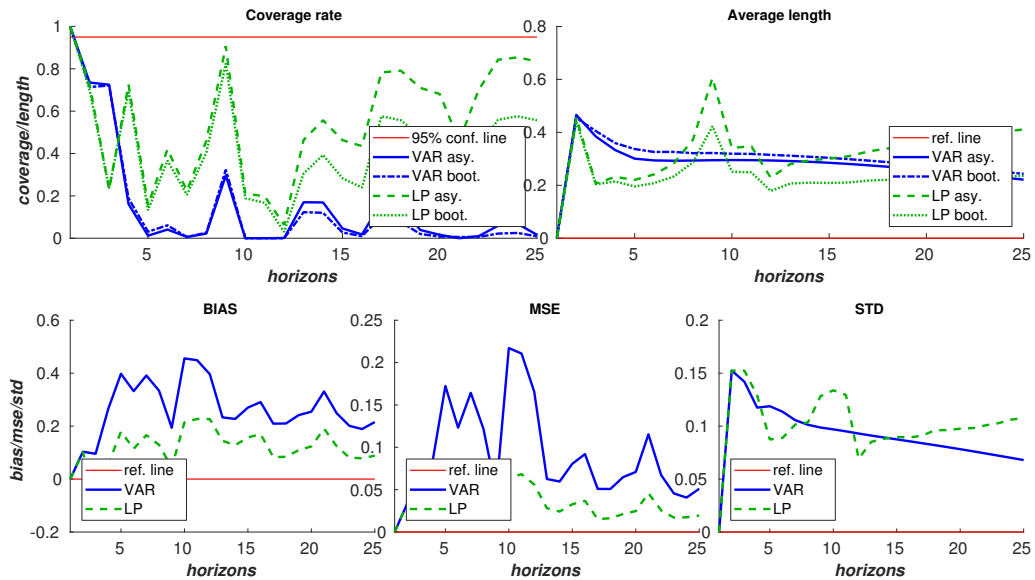 Coverage rate
Average length
coverage/length
1
0.8
0.6
0.4
0.2
0
5
10
15
20
25
horizons
95% conf. line
VAR asy.
VAR boot.
LP asy.
LP boot.
0.8
0.6
0.4
0.2
0
5
10
15
20
25
horizons
ref. line
VAR asy.
VAR boot.
LP asy.
LP boot.
BIAS
MSE
STD
bias/mse/std
0.6
0.4
0.2
0
-0.2
5
10
15
20
25
horizons
ref. line
VAR
LP
0.25
0.2
0.15
0.1
0.05
0
5
10
15
20
25
horizons
ref. line
VAR
LP
0.2
0.15
0.1
0.05
0
5
10
15
20
25
horizons
ref. line
VAR
LP